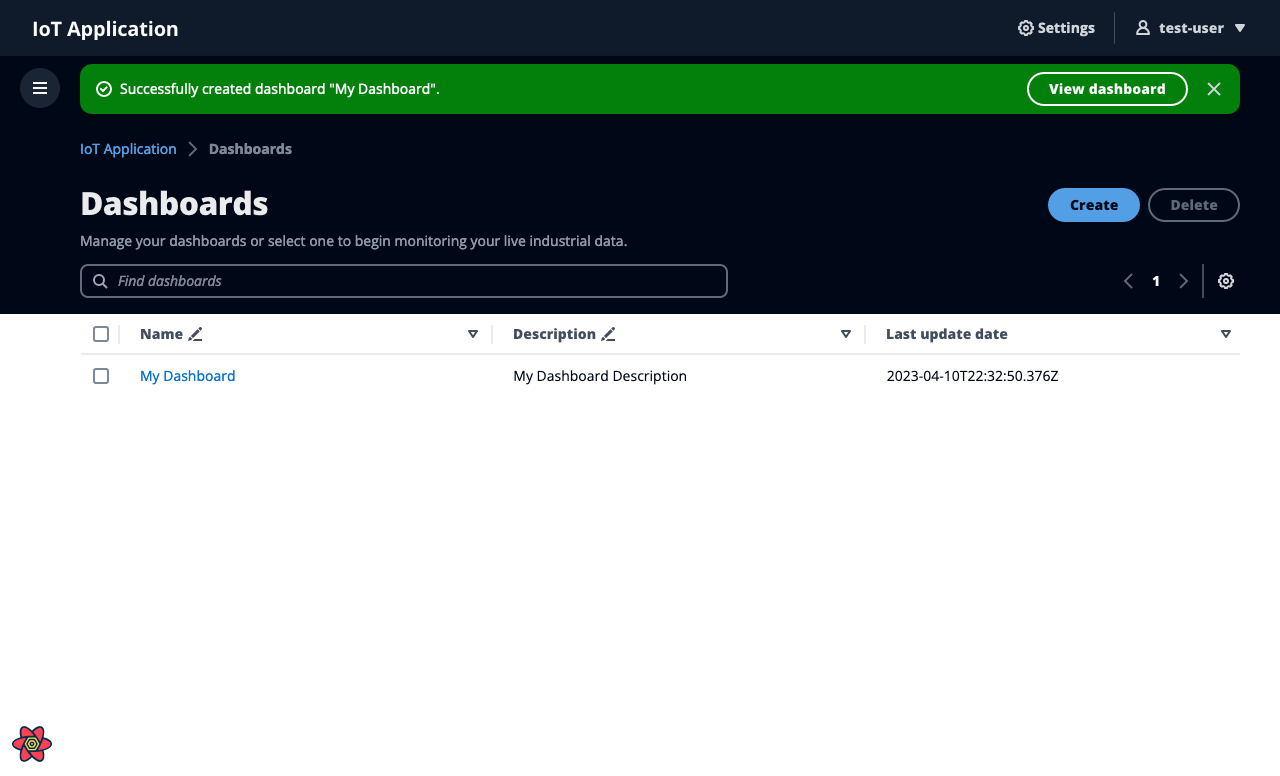 IoT Application
Settings
test-user
Successfully created dashboard "My Dashboard".
View dashboard
IoT Application
Dashboards
Dashboards
Create
Delete
Manage your dashboards or select one to begin monitoring your live industrial data.
Find dashboards
1
Name
Description
Last update date
My Dashboard
My Dashboard Description
2023-04-10T22:32:50.376Z